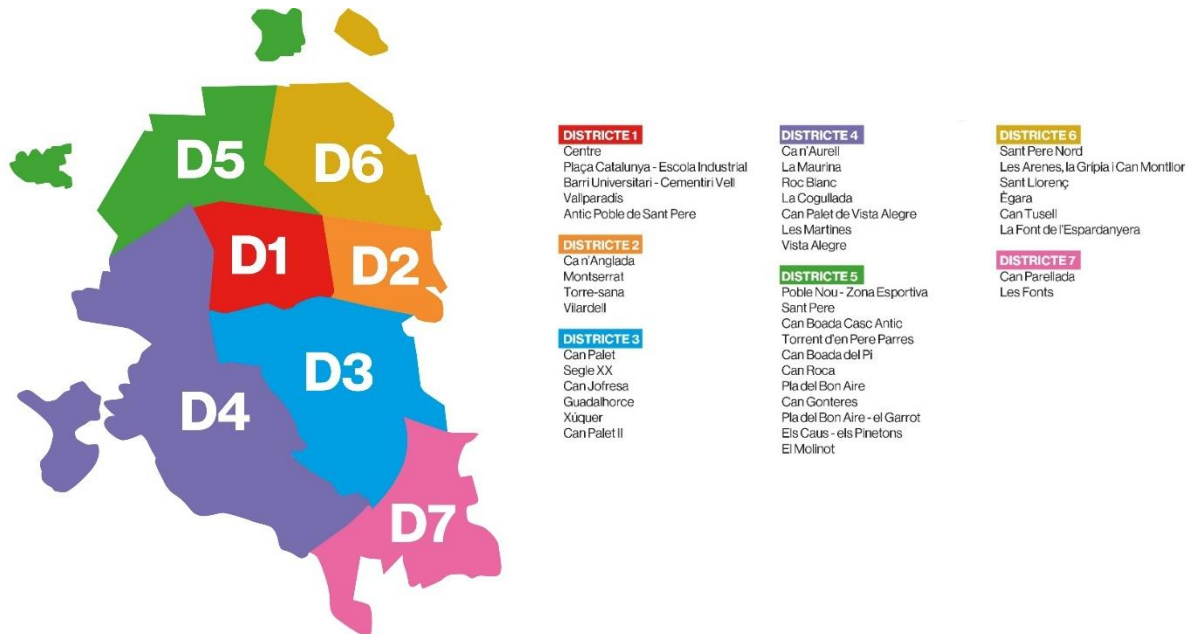 D5
D6
D1
D2
D3
D4
D7
DISTRICTE 1
Centre
Plaça Catalunya - Escola Industrial
Barri Universitari - Cementiri Vell
Vallparadís
Antic Poble de Sant Pere
DISTRICTE 2
Ca n'Anglada
Montserrat
Torre-sana
Vilardell
DISTRICTE 3
Can Palet
Segle XX
Can Jofresa
Guadalhorce
Xúquer
Can Palet II
DISTRICTE 4
Ca n'Aurell
La Maurina
Roc Blanc
La Cogullada
Can Palet de Vista Alegre
Les Martines
Vista Alegre
DISTRICTE 5
Poble Nou - Zona Esportiva
Sant Pere
Can Boada Casc Antic
Torrent d'en Pere Parres
Can Boada del Pi
Can Roca
Pla del Bon Aire
Can Gonteres
Pla del Bon Aire - el Garrot
Els Caus - els Pinetons
El Molinot
DISTRICTE 6
Sant Pere Nord
Les Arenes, la Grípia i Can Montllor
Sant Llorenç
Ègara
Can Tusell
La Font de l'Espardanyera
DISTRICTE 7
Can Parellada
Les Fonts